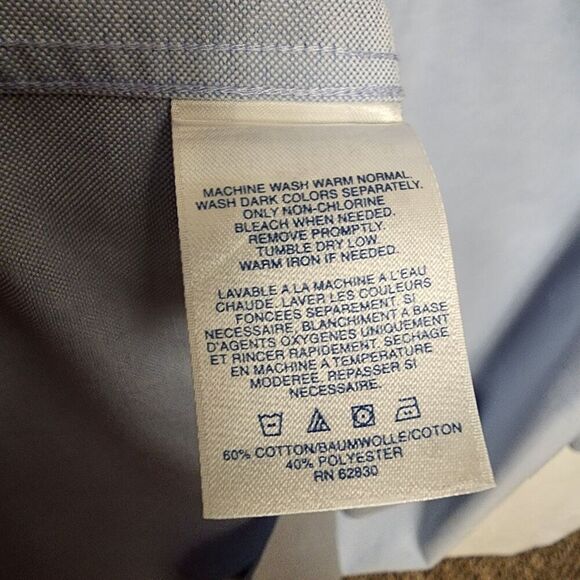 MACHINE WASH WARM NORMAL.
WASH DARK COLORS SEPARATELY.
ONLY NON-CHLORINE
BLEACH WHEN NEEDED.
REMOVE PROMPTLY.
TUMBLE DRY LOW.
WARM IRON IF NEEDED.
LAVABLE A LA MACHINE A L'EAU
CHAUDE. LAVER LES COULEURS
FONCEES SEPAREMENT. SI
NECESSAIRE, BLANCHIMENT A BASE
D'AGENTS OXYGENES UNIQUEMENT
ET RINCER RAPIDEMENT. SECHAGE
EN MACHINE A TEMPERATURE
MODEREE. REPASSER SI
NECESSAIRE.
60% COTTON/BAUMWOLLE/COTON
40% POLYESTER
RN 62830